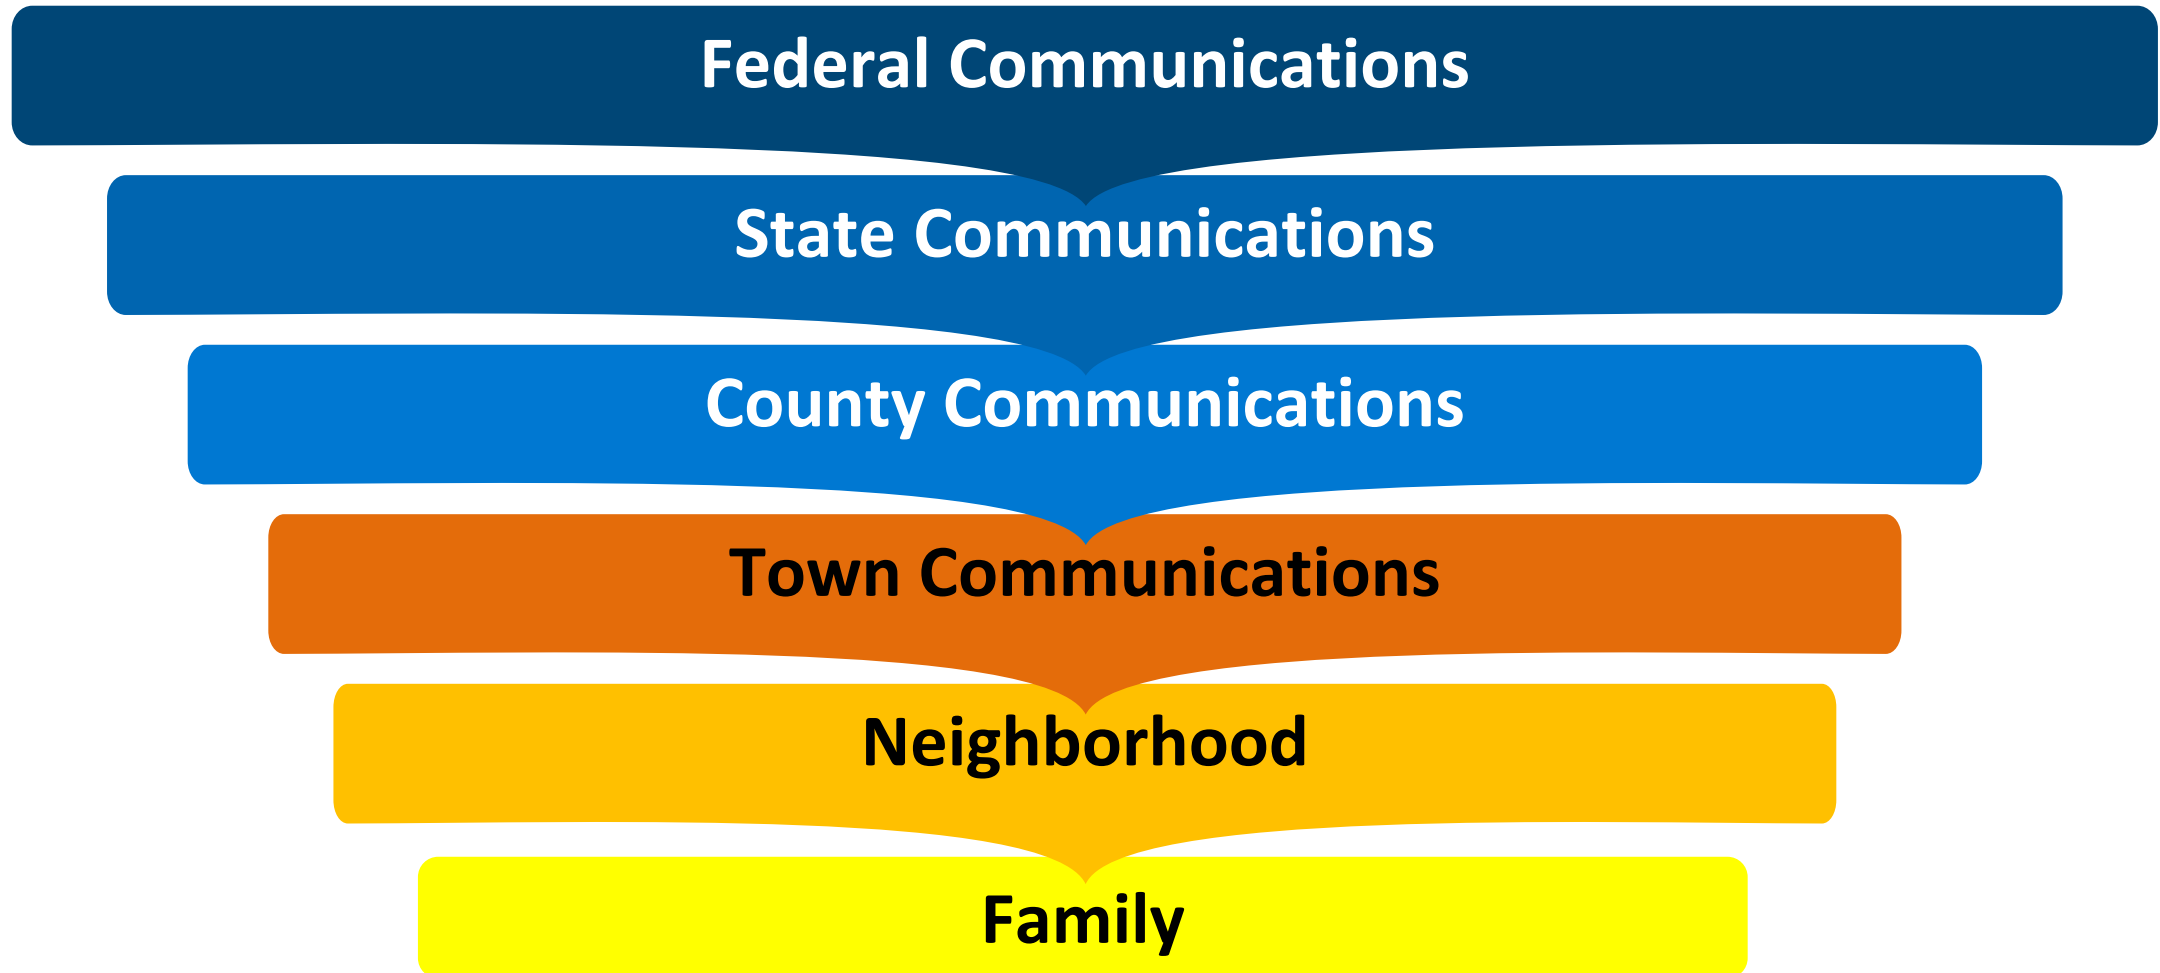 Federal Communications
State Communications
County Communications
Town Communications
Neighborhood
Family